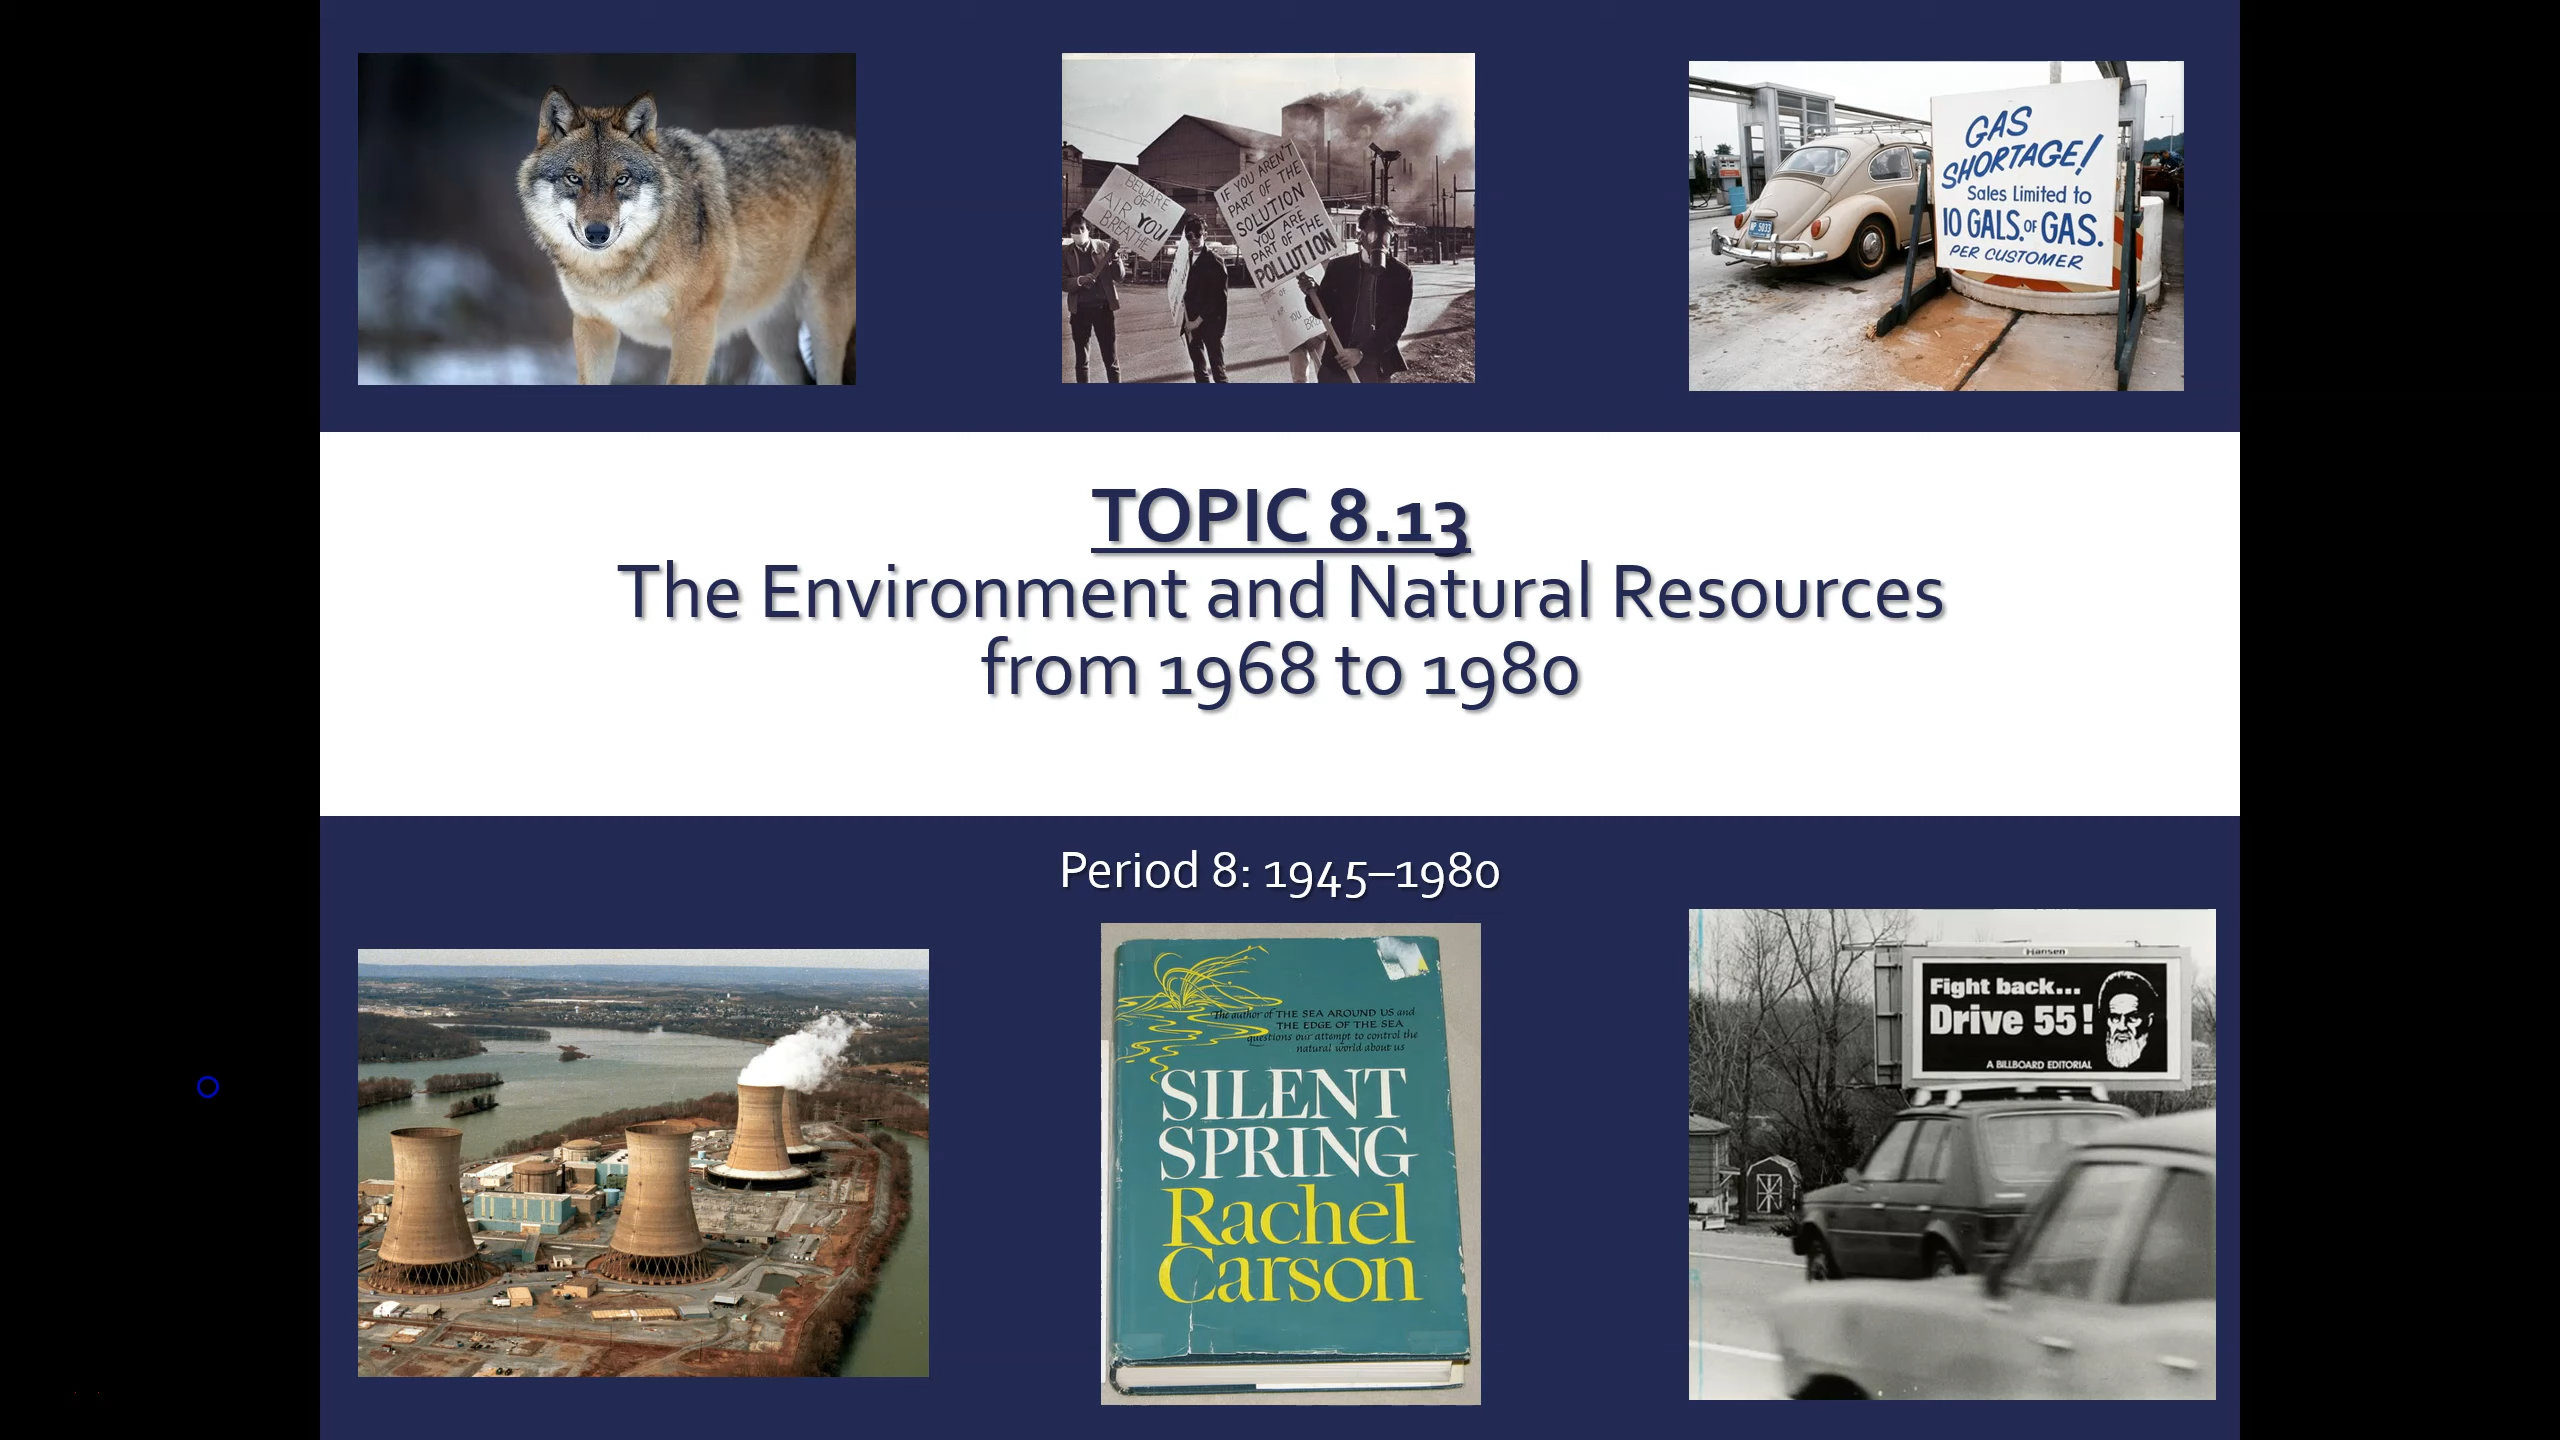 BEWARE
OF
AIR YOU
BREATHE
IF YOU AREN'T
PART OF THE
SOLUTION
YOU ARE
PART OF THE
POLLUTION
GAS
SHORTAGE!
Sales Limited to
10 GALS. OF GAS.
PER CUSTOMER
TOPIC 8.13
The Environment and Natural Resources
from 1968 to 1980
Period 8: 1945–1980
The author of THE SEA AROUND US and
THE EDGE OF THE SEA
questions our attempt to control the
natural world about us
SILENT
SPRING
Rachel
Carson
Hansen
Fight back...
Drive 55!
A BILLBOARD EDITORIAL